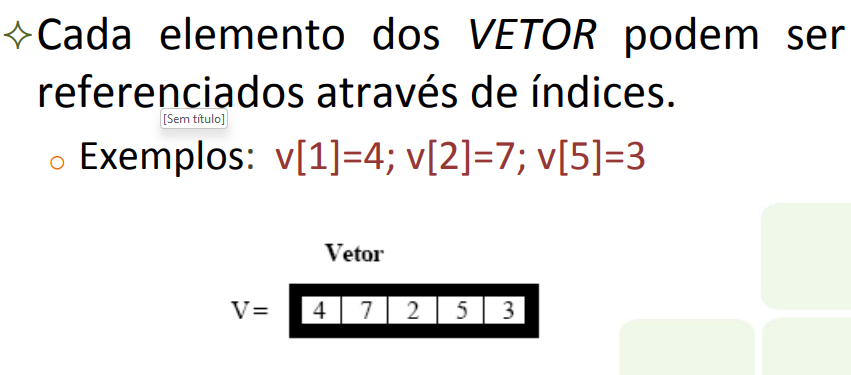 Cada elemento dos VETOR podem ser
referenciados através de índices.
[Sem título]
Exemplos: v[1]=4; v[2]=7; v[5]=3
Vetor
V= 4 7 2 5 3